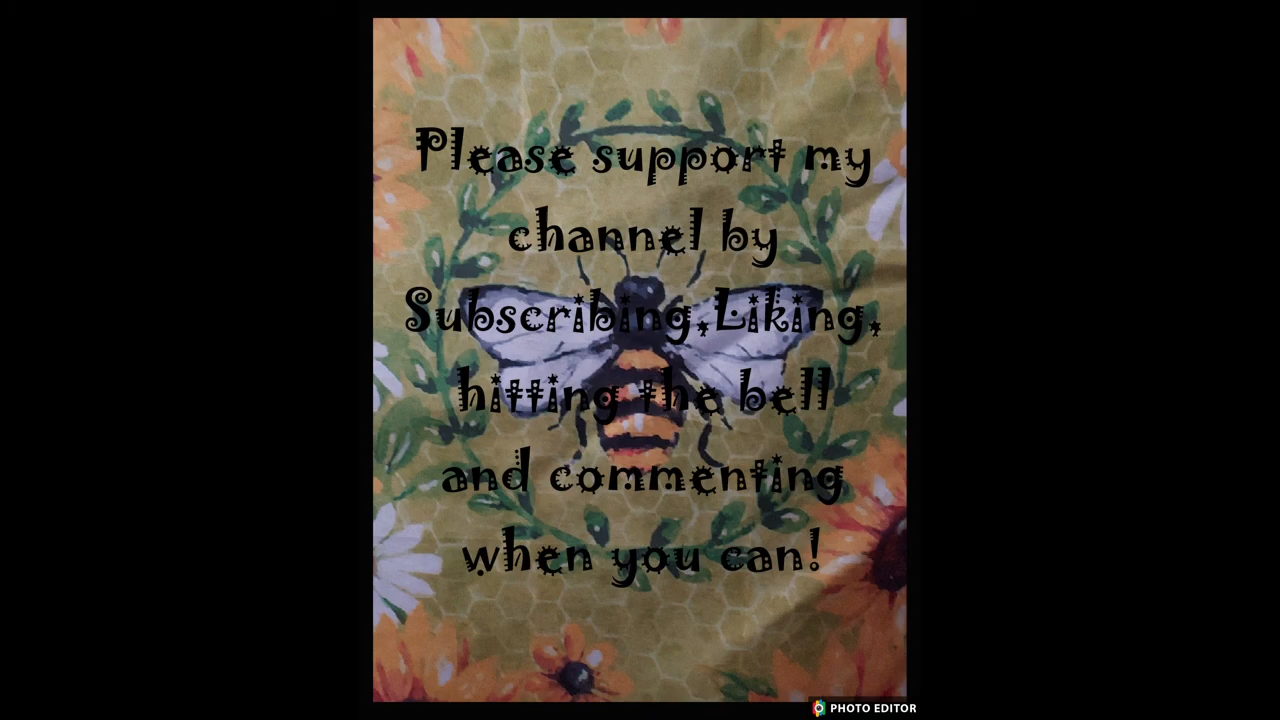 Please support my
channel by
Subscribing,Liking,
hitting the bell
and commenting
when you can!
PHOTO EDITOR